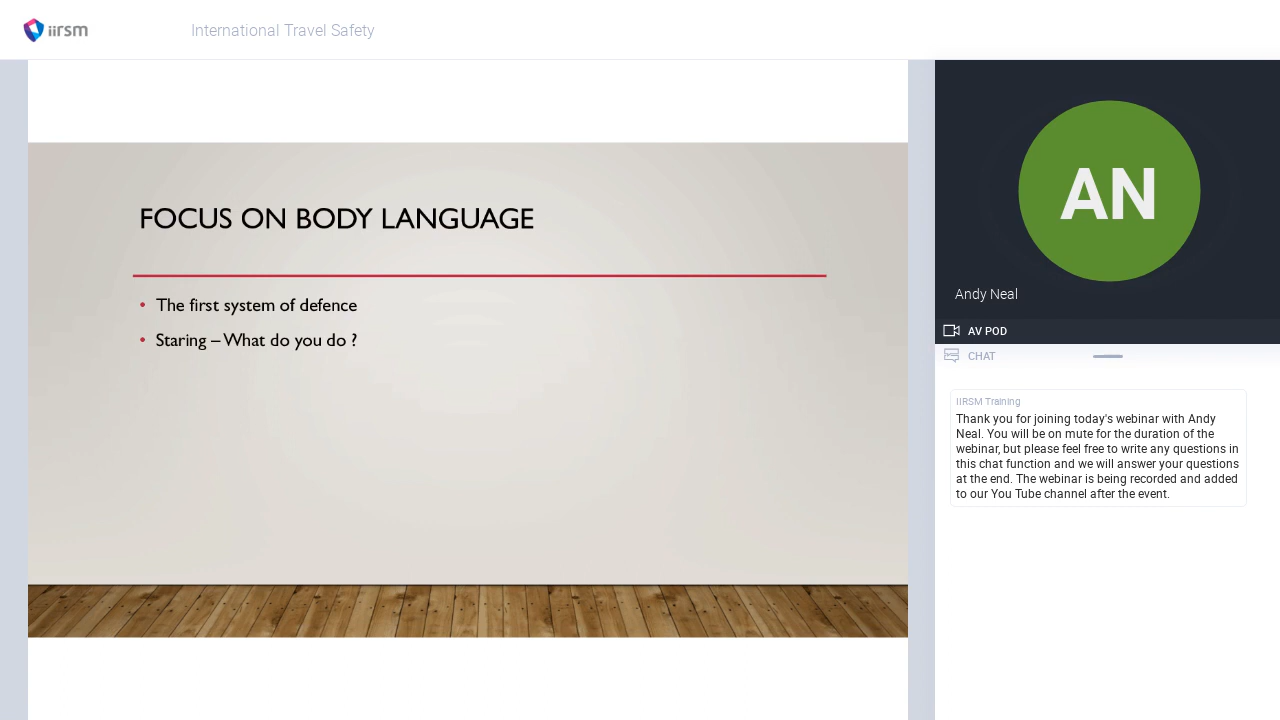 iirsm
International Travel Safety
FOCUS ON BODY LANGUAGE
• The first system of defence
• Staring – What do you do ?
AN
Andy Neal
AV POD
CHAT
IIRSM Training
Thank you for joining today's webinar with Andy
Neal. You will be on mute for the duration of the
webinar, but please feel free to write any questions in
this chat function and we will answer your questions
at the end. The webinar is being recorded and added
to our You Tube channel after the event.